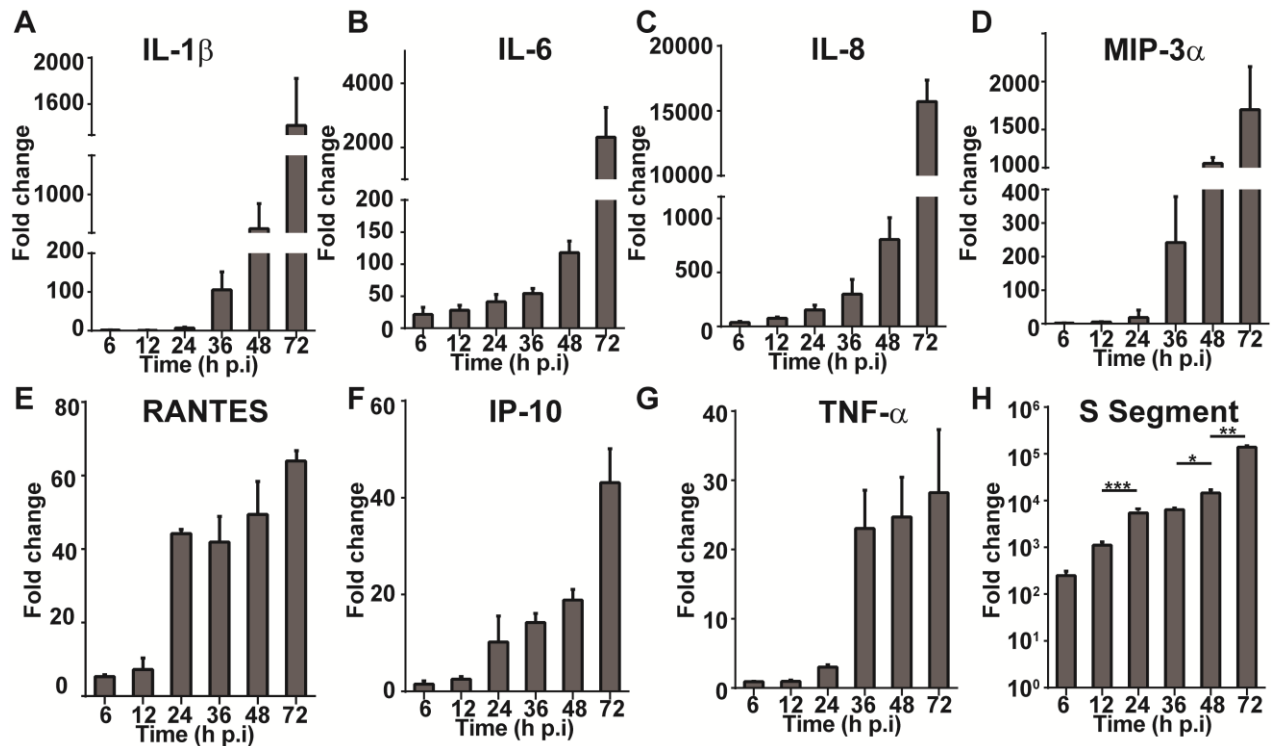 A
IL-1β
Fold change
2000
1600
1000
200
100
0
6 12 24 36 48 72
Time (h p.i)
B
IL-6
Fold change
4000
2000
200
150
100
50
0
6 12 24 36 48 72
Time (h p.i)
C
IL-8
Fold change
20000
15000
10000
1000
500
0
6 12 24 36 48 72
Time (h p.i)
D
MIP-3α
Fold change
2000
1500
1000
400
300
200
100
0
6 12 24 36 48 72
Time (h p.i)
E
RANTES
Fold change
80
60
40
20
0
6 12 24 36 48 72
Time (h p.i)
F
IP-10
Fold change
60
40
20
0
6 12 24 36 48 72
Time (h p.i)
G
TNF-α
Fold change
40
30
20
10
0
6 12 24 36 48 72
Time (h p.i)
H
S Segment
Fold change
10⁶
10⁵
10⁴
10³
10²
10¹
10⁰
***
*
**
6 12 24 36 48 72
Time (h p.i)